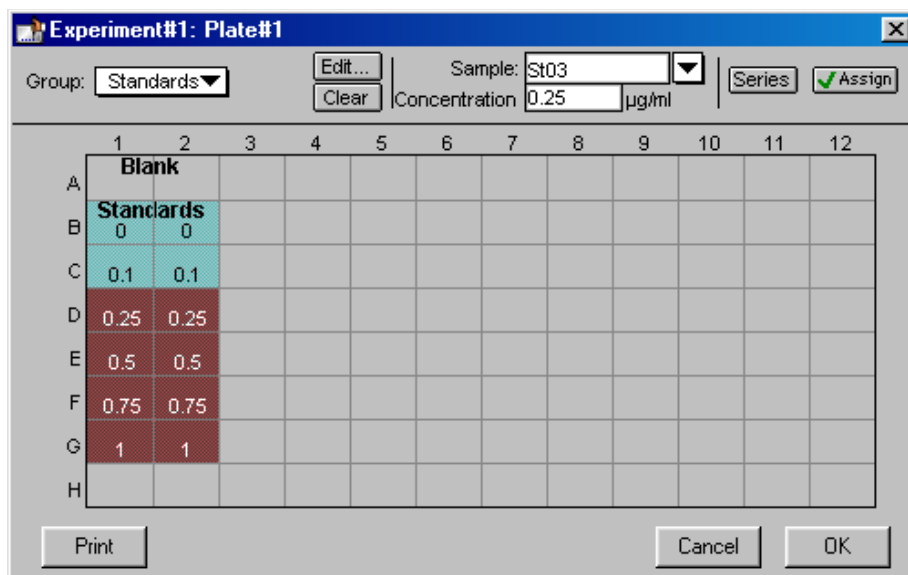 Experiment#1: Plate#1
Group: Standards Edit... Sample: St03 Series Assign
Clear Concentration 0.25 µg/ml
1 2 3 4 5 6 7 8 9 10 11 12
Blank
A
Standards
B 0 0
C 0.1 0.1
D 0.25 0.25
E 0.5 0.5
F 0.75 0.75
G 1 1
H
Print Cancel OK